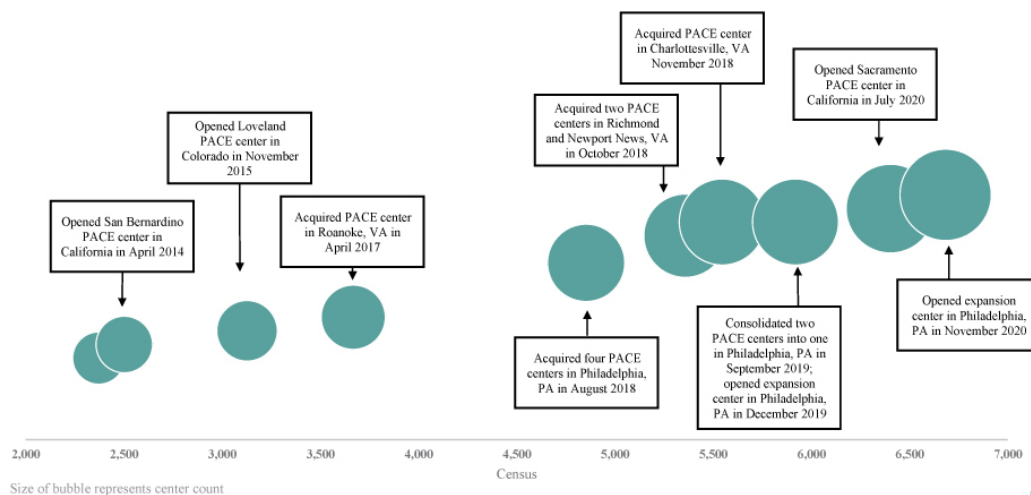 Acquired PACE center
in Charlottesville, VA
November 2018
Opened Sacramento
PACE center in
California in July 2020
Acquired two PACE
centers in Richmond
and Newport News, VA
in October 2018
Opened Loveland
PACE center in
Colorado in November
2015
Opened San Bernardino
PACE center in
California in April 2014
Acquired PACE center
in Roanoke, VA in
April 2017
Acquired four PACE
centers in Philadelphia,
PA in August 2018
Consolidated two
PACE centers into one
in Philadelphia, PA in
September 2019;
opened expansion
center in Philadelphia,
PA in December 2019
Opened expansion
center in Philadelphia,
PA in November 2020
2,000 2,500 3,000 3,500 4,000 4,500 5,000 5,500 6,000 6,500 7,000
Census
Size of bubble represents center count